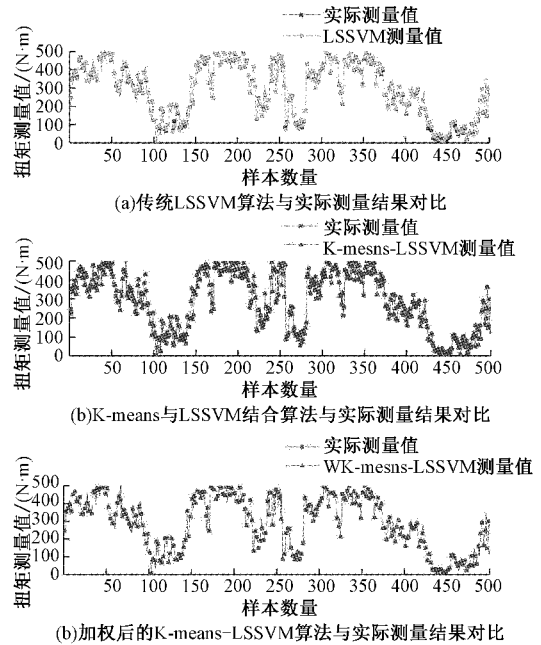 实际测量值
LSSVM测量值
扭矩测量值/(N·m)
500
400
300
200
100
0
50 100 150 200 250 300 350 400 450 500
样本数量
(a)传统LSSVM算法与实际测量结果对比
实际测量值
K-mesns-LSSVM测量值
扭矩测量值/(N·m)
500
400
300
200
100
0
50 100 150 200 250 300 350 400 450 500
样本数量
(b)K-means与LSSVM结合算法与实际测量结果对比
实际测量值
WK-mesns-LSSVM测量值
扭矩测量值/(N·m)
500
400
300
200
100
0
50 100 150 200 250 300 350 400 450 500
样本数量
(b)加权后的K-means-LSSVM算法与实际测量结果对比